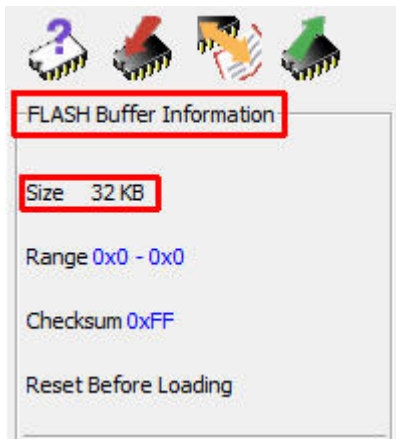 FLASH Buffer Information
Size 32 KB
Range 0x0 - 0x0
Checksum 0xFF
Reset Before Loading